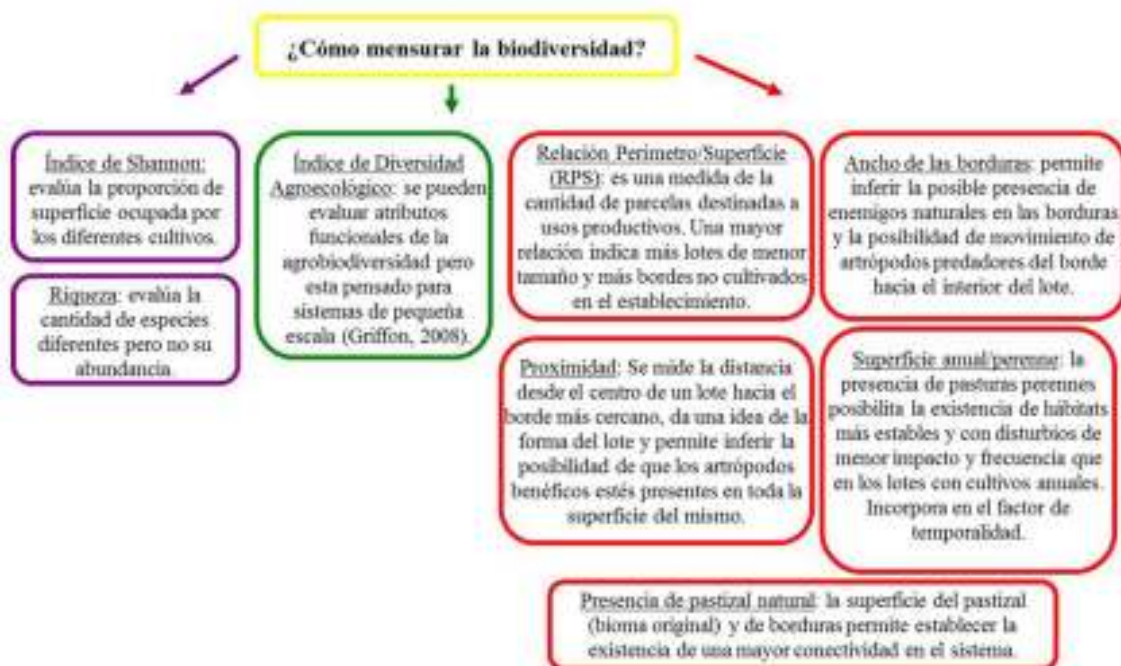 ¿Cómo mensurar la biodiversidad?
Índice de Shannon:
evalúa la proporción de
superficie ocupada por
los diferentes cultivos.
Riqueza: evalúa la
cantidad de especies
diferentes pero no su
abundancia
Índice de Diversidad
Agroecológico: se pueden
evaluar atributos
funcionales de la
agrobiodiversidad pero
esta pensado para
sistemas de pequeña
escala (Griffon, 2008).
Relación Perimetro/Superficie
(RPS): es una medida de la
cantidad de parcelas destinadas a
usos productivos. Una mayor
relación indica más lotes de menor
tamaño y más bordes no cultivados
en el establecimiento.
Ancho de las borduras: permite
inferir la posible presencia de
enemigos naturales en las borduras
y la posibilidad de movimiento de
artrópodos predadores del borde
hacia el interior del lote.
Proximidad: Se mide la distancia
desde el centro de un lote hacia el
borde más cercano, da una idea de la
forma del lote y permite inferir la
posibilidad de que los artrópodos
benéficos estés presentes en toda la
superficie del mismo.
Superficie anual/perenne: la
presencia de pasturas perennes
posibilita la existencia de hábitats
más estables y con disturbios de
menor impacto y frecuencia que
en los lotes con cultivos anuales.
Incorpora en el factor de
temporalidad.
Presencia de pastizal natural: la superficie del pastizal
(bioma original) y de borduras permite establecer la
existencia de una mayor conectividad en el sistema.